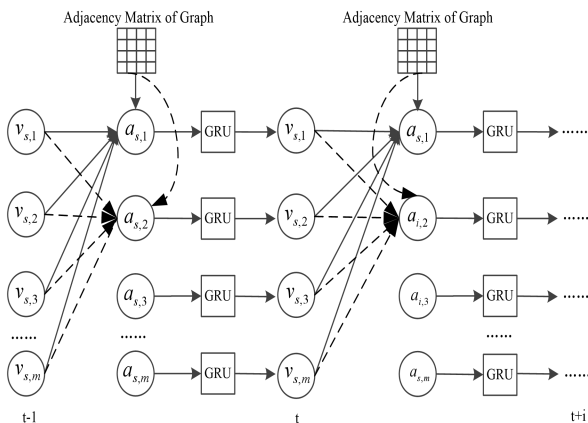 Adjacency Matrix of Graph Adjacency Matrix of Graph
v_{s,1} a_{s,1} GRU v_{s,1} a_{s,1} GRU ......
v_{s,2} a_{s,2} GRU v_{s,2} a_{i,2} GRU ......
v_{s,3} a_{s,3} GRU v_{s,3} a_{i,3} GRU ......
...... ...... ......
v_{s,m} a_{s,m} GRU v_{s,m} a_{s,m} GRU ......
t-1 t t+i